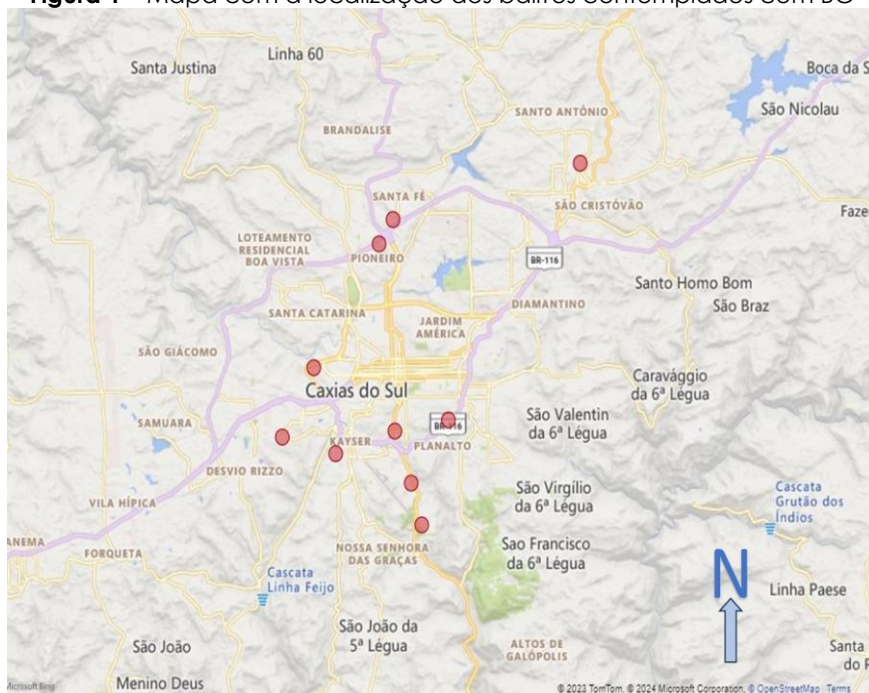 Figura 1 – Mapa com a localização dos bairros contemplados com BC
Linha 60
Santa Justina
Boca da S
São Nicolau
SANTO ANTÔNIO
BRANDALISE
SANTA FÉ
SÃO CRISTÓVÃO
Faze
LOTEAMENTO
RESIDENCIAL
BOA VISTA
PIONEIRO
BR-116
Santo Homo Bom
São Braz
DIAMANTINO
SANTA CATARINA
JARDIM
AMÉRICA
SÃO GIÁCOMO
Caravággio
da 6ª Légua
Caxias do Sul
São Valentin
da 6ª Légua
SAMUARA
BR-116
KAYSER
PLANALTO
DESVIO RIZZO
São Virgílio
da 6ª Légua
Cascata
Grutão dos
Índios
VILA HÍPICA
ANEMA
FORQUETA
NOSSA SENHORA
DAS GRAÇAS
Sao Francisco
da 6ª Légua
N
Cascata
Linha Feijo
Linha Paese
São João da
5ª Légua
São João
ALTOS DE
GALÓPOLIS
Santa
do F
Menino Deus
Microsoft Bing
© 2023 TomTom, © 2024 Microsoft Corporation, © OpenStreetMap Terms